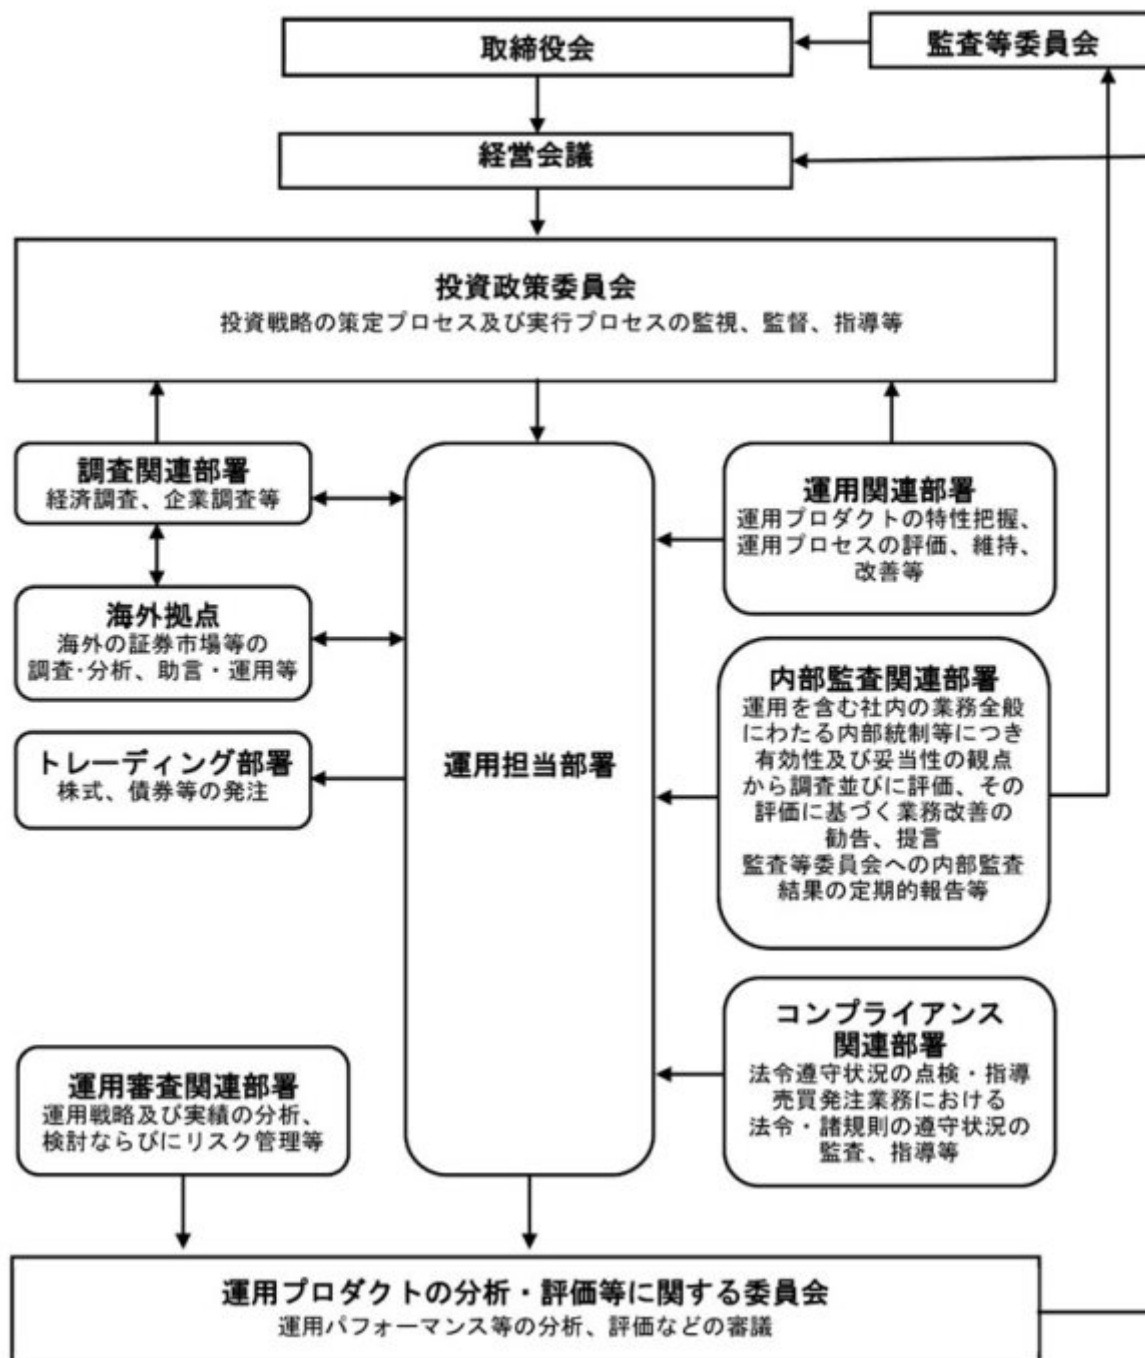 取締役会
監査等委員会
経営会議
投資政策委員会
投資戦略の策定プロセス及び実行プロセスの監視、監督、指導等
調査関連部署
経済調査、企業調査等
海外拠点
海外の証券市場等の
調査・分析、助言・運用等
トレーディング部署
株式、債券等の発注
運用担当部署
運用関連部署
運用プロダクトの特性把握、
運用プロセスの評価、維持、
改善等
内部監査関連部署
運用を含む社内の業務全般
にわたる内部統制等につき
有効性及び妥当性の観点
から調査並びに評価、その
評価に基づく業務改善の
勧告、提言
監査等委員会への内部監査
結果の定期的報告等
コンプライアンス
関連部署
法令遵守状況の点検・指導
売買発注業務における
法令・諸規則の遵守状況の
監査、指導等
運用審査関連部署
運用戦略及び実績の分析、
検討ならびにリスク管理等
運用プロダクトの分析・評価等に関する委員会
運用パフォーマンス等の分析、評価などの審議